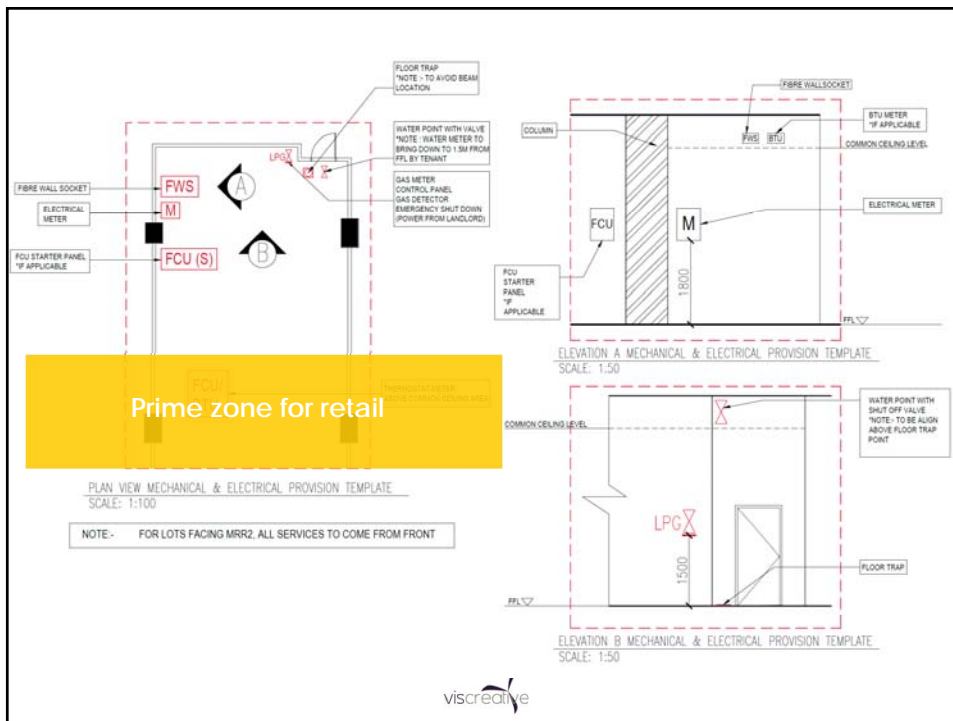 FLOOR TRAP
*NOTE :- TO AVOID BEAM
LOCATION
WATER POINT WITH VALVE
*NOTE : WATER METER TO
BRING DOWN TO 1.5M FROM
FFL BY TENANT
LPG
GAS METER
CONTROL PANEL
GAS DETECTOR
EMERGENCY SHUT DOWN
(POWER FROM LANDLORD)
FIBRE WALL SOCKET
FWS
A
ELECTRICAL
METER
M
B
FCU STARTER PANEL
*IF APPLICABLE
FCU (S)
FCU/
THERMOSTAT METER
ABOVE COMMON CEILING AREA
Prime zone for retail
PLAN VIEW MECHANICAL & ELECTRICAL PROVISION TEMPLATE
SCALE: 1:100
NOTE:- FOR LOTS FACING MRR2, ALL SERVICES TO COME FROM FRONT
FIBRE WALLSOCKET
BTU METER
*IF APPLICABLE
COLUMN
FWS
BTU
COMMON CEILING LEVEL
FCU
M
ELECTRICAL METER
FCU
STARTER
PANEL
*IF
APPLICABLE
1800
FFL
ELEVATION A MECHANICAL & ELECTRICAL PROVISION TEMPLATE
SCALE: 1:50
WATER POINT WITH
SHUT OFF VALVE
*NOTE:- TO BE ALIGN
ABOVE FLOOR TRAP
POINT
COMMON CEILING LEVEL
LPG
1500
FLOOR TRAP
FFL
ELEVATION B MECHANICAL & ELECTRICAL PROVISION TEMPLATE
SCALE: 1:50
viscreative